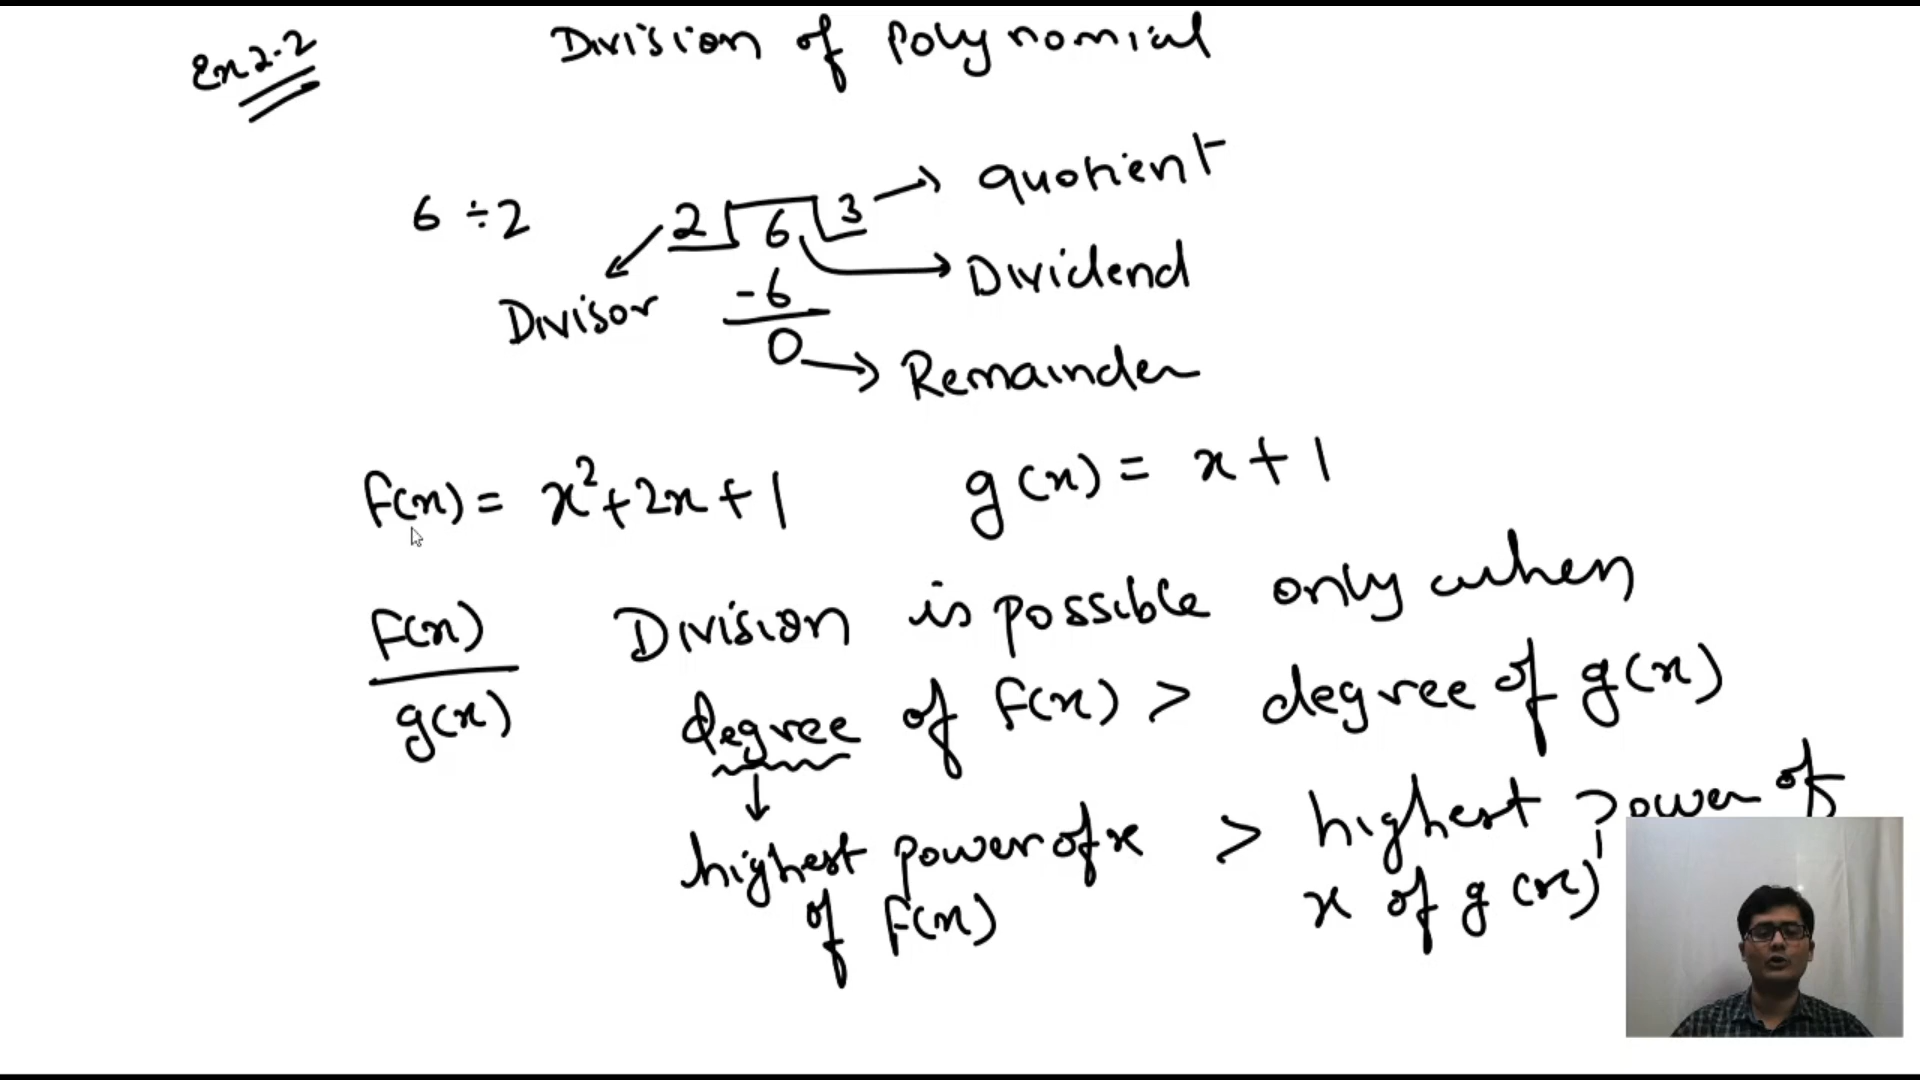 Ex 2.2
Division of Polynomial
6 ÷ 2
2 6 3 → quotient
Divisor
→ Dividend
-6
0 → Remainder
f(x) = x²+2x+1 g(x) = x+1
f(x)/g(x)
Division is possible only when
degree of f(x) > degree of g(x)
↓
highest power of x > highest power of
of f(x) x of g(x)